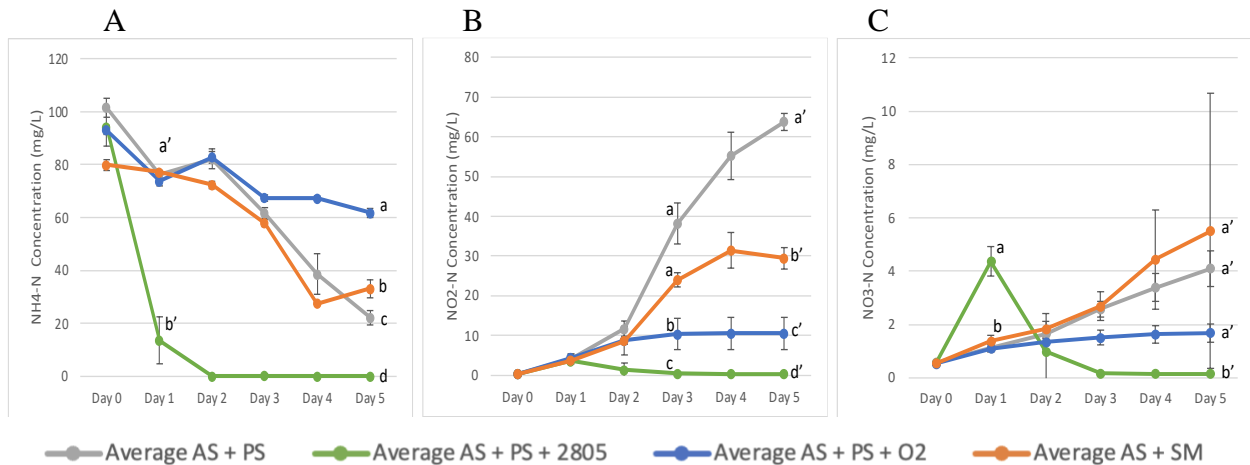 A
B
C
NH4-N Concentration (mg/L)
120
100
80
60
40
20
0
a’
b’
a
b
c
d
Day 0 Day 1 Day 2 Day 3 Day 4 Day 5
NO2-N Concentration (mg/L)
80
70
60
50
40
30
20
10
0
a
a
b
c
a’
b’
c’
d’
Day 0 Day 1 Day 2 Day 3 Day 4 Day 5
NO3-N Concentration (mg/L)
12
10
8
6
4
2
0
a
b
a’
a’
a’
b’
Day 0 Day 1 Day 2 Day 3 Day 4 Day 5
Average AS + PS
Average AS + PS + 2805
Average AS + PS + O2
Average AS + SM